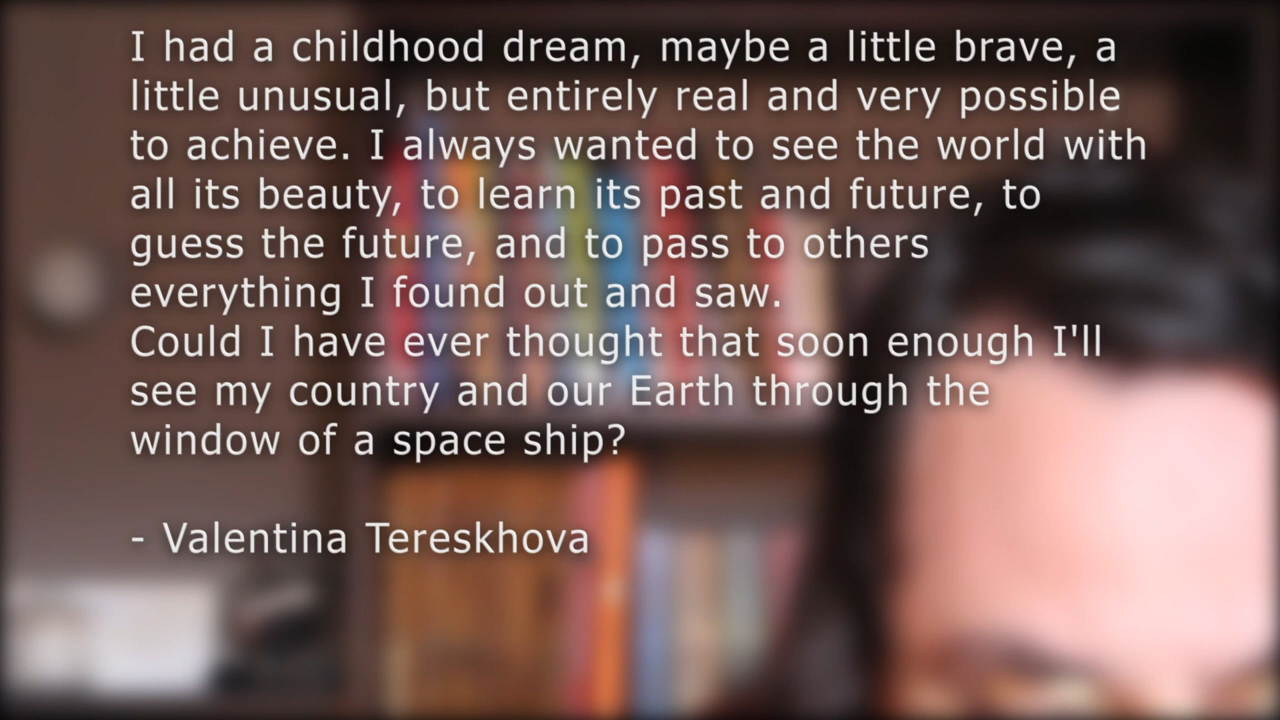 I had a childhood dream, maybe a little brave, a
little unusual, but entirely real and very possible
to achieve. I always wanted to see the world with
all its beauty, to learn its past and future, to
guess the future, and to pass to others
everything I found out and saw.
Could I have ever thought that soon enough I'll
see my country and our Earth through the
window of a space ship?
- Valentina Tereskhova